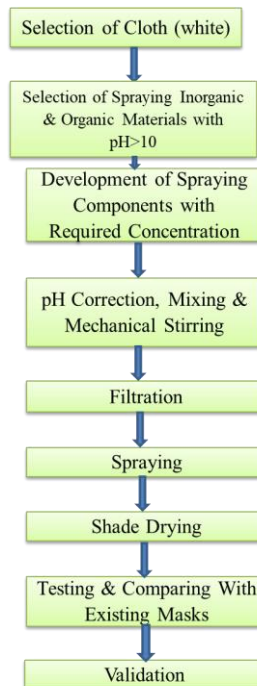 Selection of Cloth (white)
Selection of Spraying Inorganic
& Organic Materials with
pH>10
Development of Spraying
Components with
Required Concentration
pH Correction, Mixing &
Mechanical Stirring
Filtration
Spraying
Shade Drying
Testing & Comparing With
Existing Masks
Validation